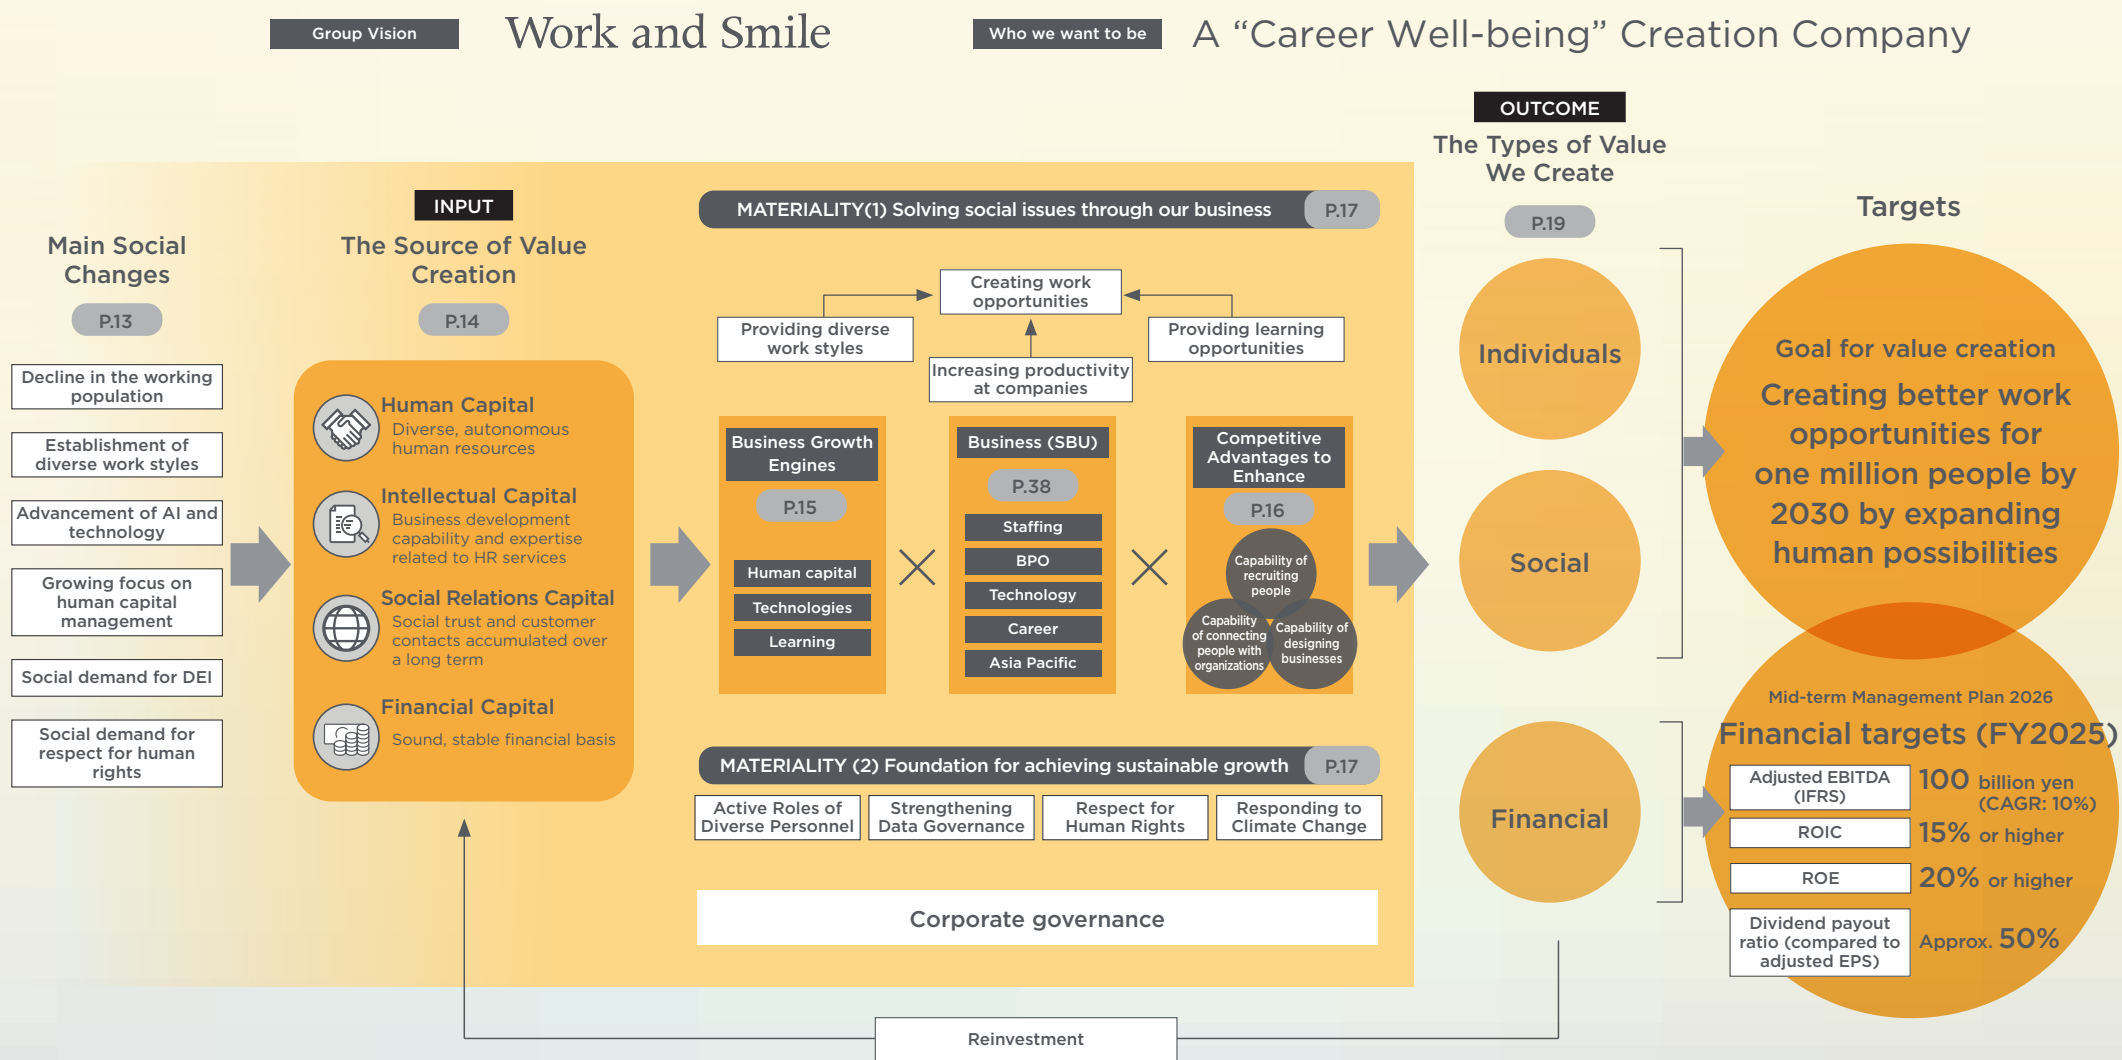 Group Vision
Work and Smile
Who we want to be
A “Career Well-being” Creation Company
Main Social
Changes
P.13
Decline in the working
population
Establishment of
diverse work styles
Advancement of AI and
technology
Growing focus on
human capital
management
Social demand for DEI
Social demand for
respect for human
rights
INPUT
The Source of Value
Creation
P.14
Human Capital
Diverse, autonomous
human resources
Intellectual Capital
Business development
capability and expertise
related to HR services
Social Relations Capital
Social trust and customer
contacts accumulated over
a long term
Financial Capital
Sound, stable financial basis
MATERIALITY(1) Solving social issues through our business
P.17
Creating work
opportunities
Providing diverse
work styles
Increasing productivity
at companies
Providing learning
opportunities
Business Growth
Engines
P.15
Human capital
Technologies
Learning
Business (SBU)
P.38
Staffing
BPO
Technology
Career
Asia Pacific
Competitive
Advantages to
Enhance
P.16
Capability of
recruiting
people
Capability
of connecting
people with
organizations
Capability of
designing
businesses
MATERIALITY (2) Foundation for achieving sustainable growth
P.17
Active Roles of
Diverse Personnel
Strengthening
Data Governance
Respect for
Human Rights
Responding to
Climate Change
Corporate governance
OUTCOME
The Types of Value
We Create
P.19
Individuals
Social
Financial
Reinvestment
Targets
Goal for value creation
Creating better work
opportunities for
one million people by
2030 by expanding
human possibilities
Mid-term Management Plan 2026
Financial targets (FY2025)
Adjusted EBITDA
(IFRS)
100 billion yen
(CAGR: 10%)
ROIC
15% or higher
ROE
20% or higher
Dividend payout
ratio (compared to
adjusted EPS)
Approx. 50%